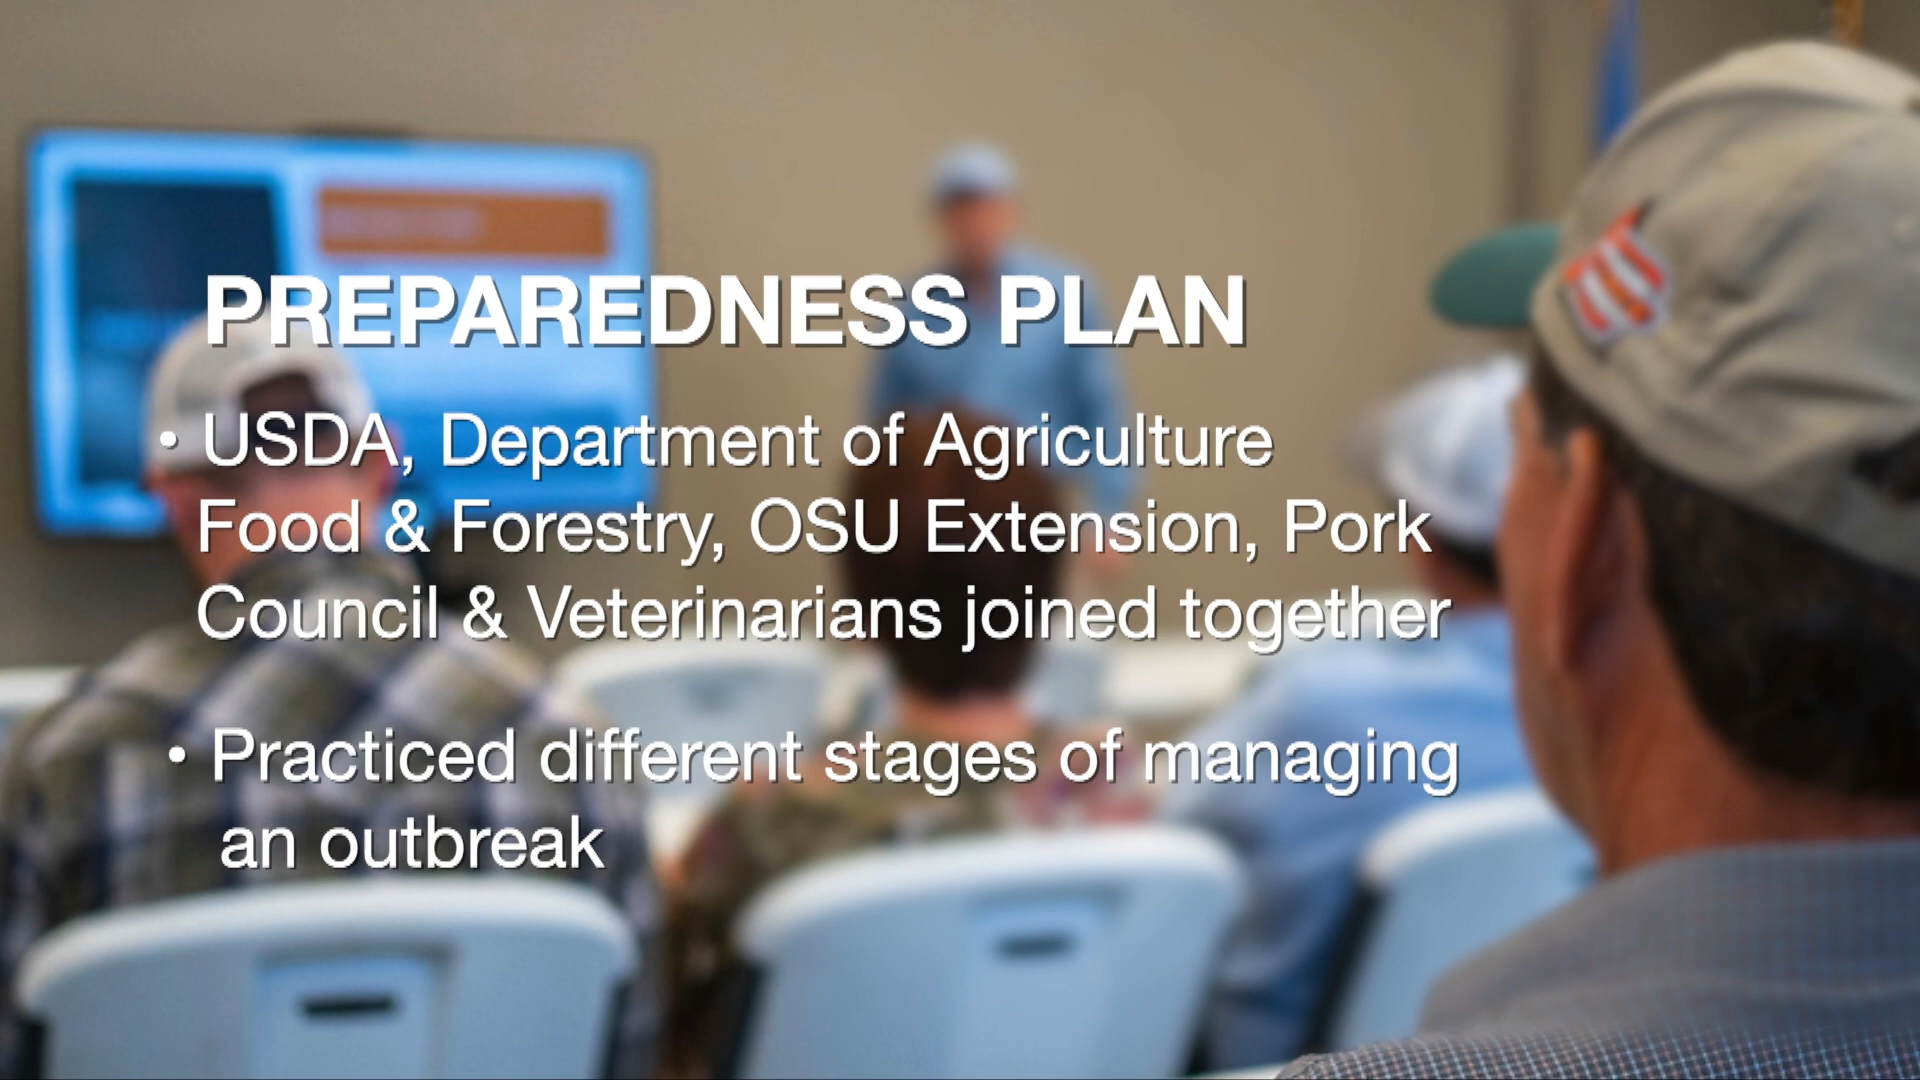 PREPAREDNESS PLAN
• USDA, Department of Agriculture
Food & Forestry, OSU Extension, Pork
Council & Veterinarians joined together
• Practiced different stages of managing
an outbreak